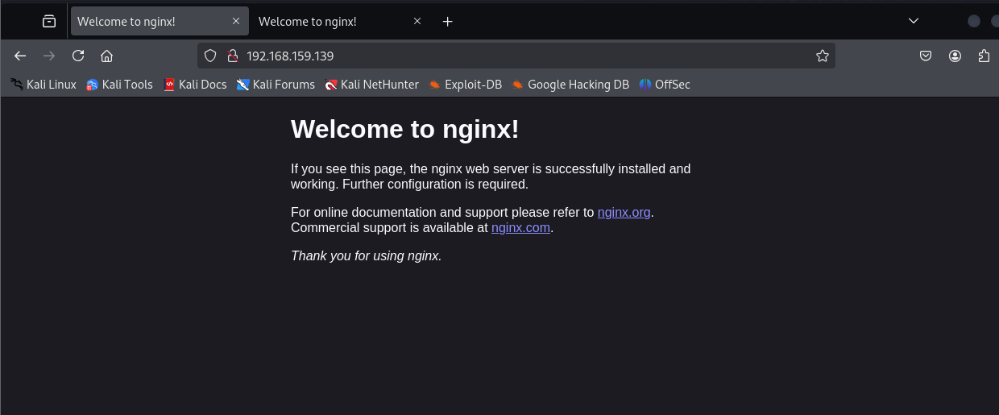 Welcome to nginx! Welcome to nginx!
192.168.159.139
Kali Linux Kali Tools Kali Docs Kali Forums Kali NetHunter Exploit-DB Google Hacking DB OffSec
Welcome to nginx!
If you see this page, the nginx web server is successfully installed and
working. Further configuration is required.
For online documentation and support please refer to nginx.org.
Commercial support is available at nginx.com.
Thank you for using nginx.